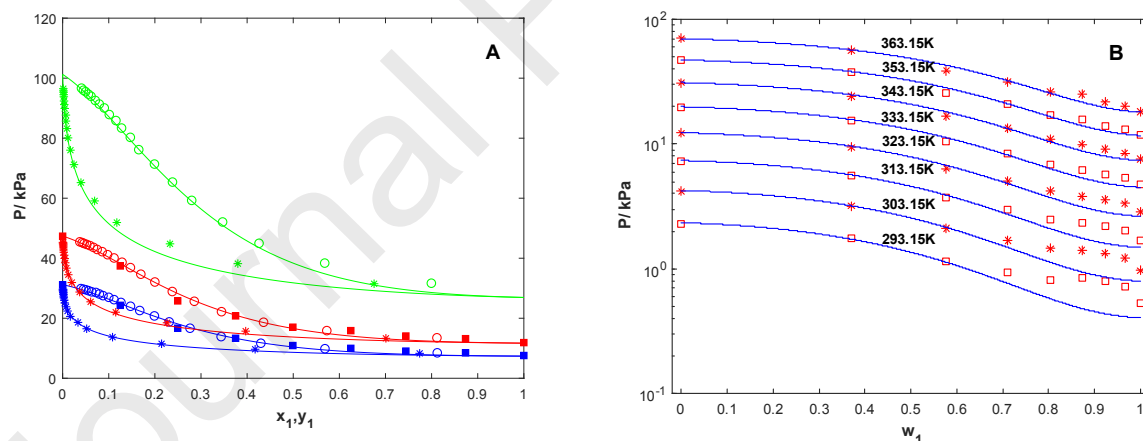 A
P/ kPa
120
100
80
60
40
20
0
0 0.1 0.2 0.3 0.4 0.5 0.6 0.7 0.8 0.9 1
x1,y1
B
P/ kPa
10^2
10^1
10^0
10^-1
363.15K
353.15K
343.15K
333.15K
323.15K
313.15K
303.15K
293.15K
0 0.1 0.2 0.3 0.4 0.5 0.6 0.7 0.8 0.9 1
w1
Journal P